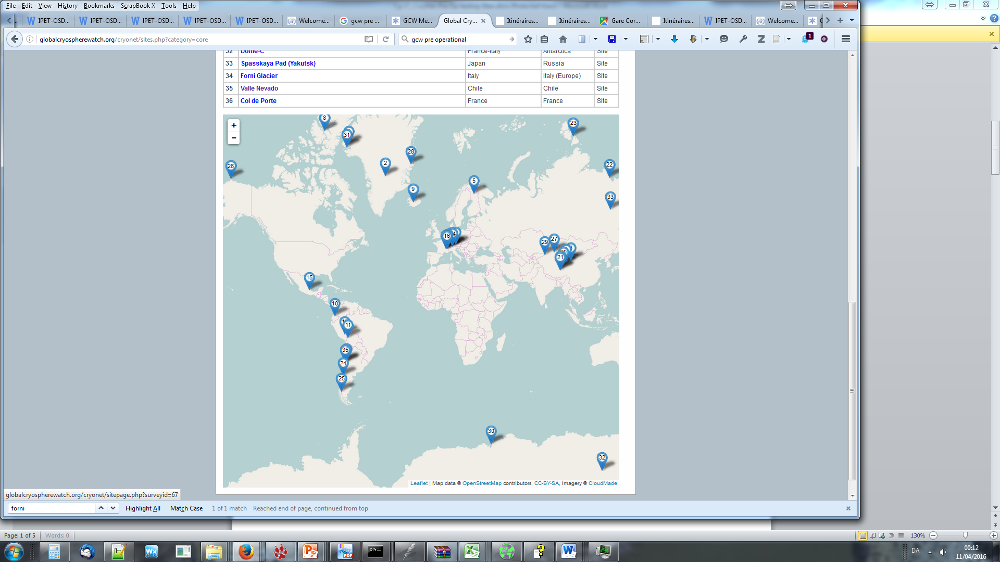 File Edit View History Bookmarks ScrapBook X Tools Help
.. IPET-OSD... IPET-OSD... IPET-OSD... IPET-OSD... IPET-OSD... Welcome... gcw pre ... GCW Me... Global Cry... Itinéraires... Itinéraires... Gare Cor... Itinéraires... IPET-OSD... Welcome...
globalcryospherewatch.org/cryonet/sites.php?category=core gcw pre operational 1
32 Dome-C France-Italy Antarctica Site
33 Spasskaya Pad (Yakutsk) Japan Russia Site
34 Forni Glacier Italy Italy (Europe) Site
35 Valle Nevado Chile Chile Site
36 Col de Porte France France Site
+
-
8
23
31
28
2
22
26
5
9
33
16
27
29
21
15
10
11
35
24
25
30
32
Leaflet | Map data © OpenStreetMap contributors, CC-BY-SA, Imagery © CloudMade
globalcryospherewatch.org/cryonet/sitepage.php?surveyid=67
forni Highlight All Match Case 1 of 1 match Reached end of page, continued from top
Page: 1 of 5 Words: 0 130%
DA 00:12
11/04/2016